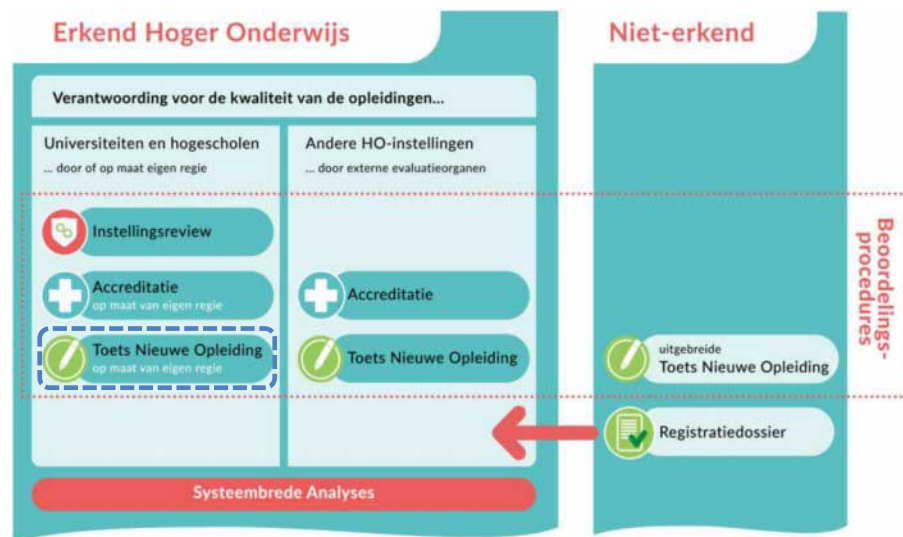 Erkend Hoger Onderwijs
Verantwoording voor de kwaliteit van de opleidingen...
Universiteiten en hogescholen
... door of op maat eigen regie
Instellingsreview
Accreditatie
op maat van eigen regie
Toets Nieuwe Opleiding
op maat van eigen regie
Andere HO-instellingen
... door externe evaluatieorganen
Accreditatie
Toets Nieuwe Opleiding
Systeembrede Analyses
Niet-erkend
uitgebreide
Toets Nieuwe Opleiding
Registratiedossier
Beoordelings-
procedures